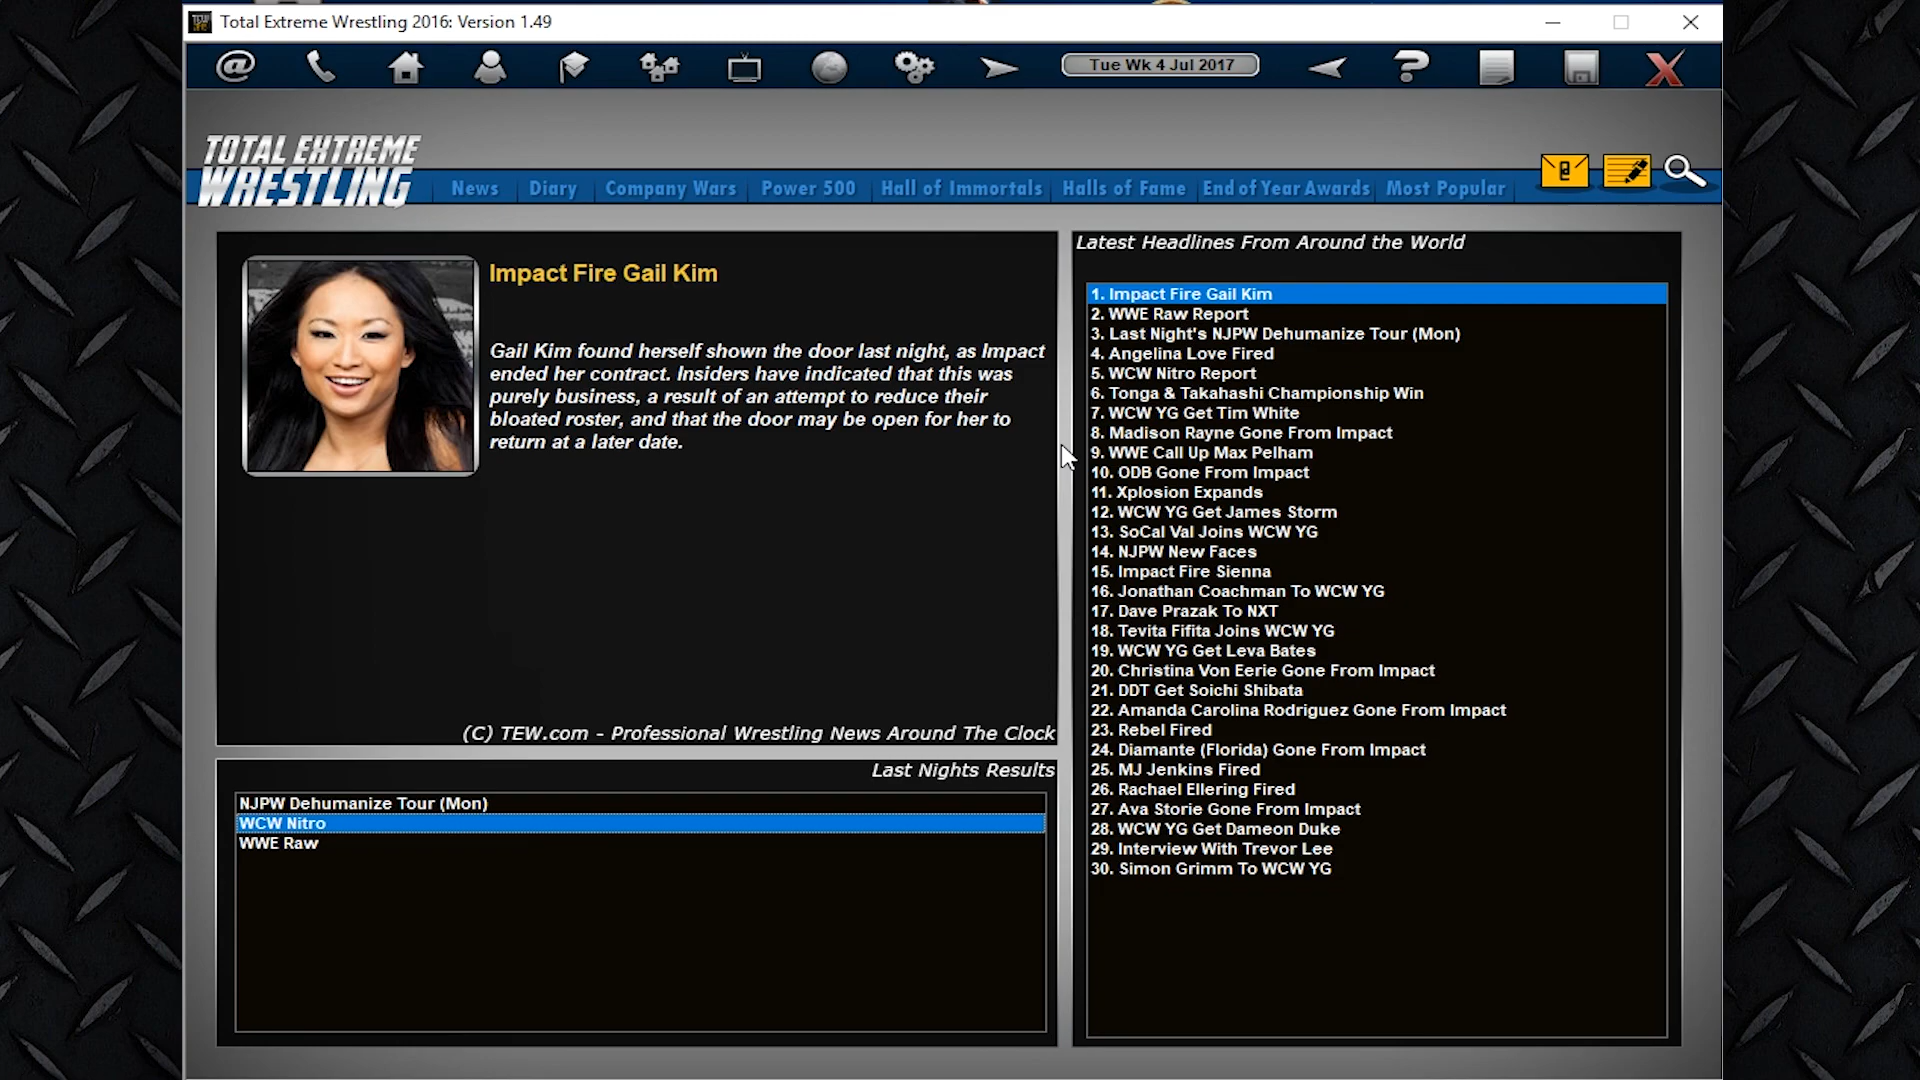 Total Extreme Wrestling 2016: Version 1.49
Tue Wk 4 Jul 2017
TOTAL EXTREME
WRESTLING
News
Diary
Company Wars
Power 500
Hall of Immortals
Halls of Fame
End of Year Awards
Most Popular
Impact Fire Gail Kim
Gail Kim found herself shown the door last night, as Impact
ended her contract. Insiders have indicated that this was
purely business, a result of an attempt to reduce their
bloated roster, and that the door may be open for her to
return at a later date.
(C) TEW.com - Professional Wrestling News Around The Clock
Last Nights Results
NJPW Dehumanize Tour (Mon)
WCW Nitro
WWE Raw
Latest Headlines From Around the World
1. Impact Fire Gail Kim
2. WWE Raw Report
3. Last Night's NJPW Dehumanize Tour (Mon)
4. Angelina Love Fired
5. WCW Nitro Report
6. Tonga & Takahashi Championship Win
7. WCW YG Get Tim White
8. Madison Rayne Gone From Impact
9. WWE Call Up Max Pelham
10. ODB Gone From Impact
11. Xplosion Expands
12. WCW YG Get James Storm
13. SoCal Val Joins WCW YG
14. NJPW New Faces
15. Impact Fire Sienna
16. Jonathan Coachman To WCW YG
17. Dave Prazak To NXT
18. Tevita Fifita Joins WCW YG
19. WCW YG Get Leva Bates
20. Christina Von Eerie Gone From Impact
21. DDT Get Soichi Shibata
22. Amanda Carolina Rodriguez Gone From Impact
23. Rebel Fired
24. Diamante (Florida) Gone From Impact
25. MJ Jenkins Fired
26. Rachael Ellering Fired
27. Ava Storie Gone From Impact
28. WCW YG Get Dameon Duke
29. Interview With Trevor Lee
30. Simon Grimm To WCW YG